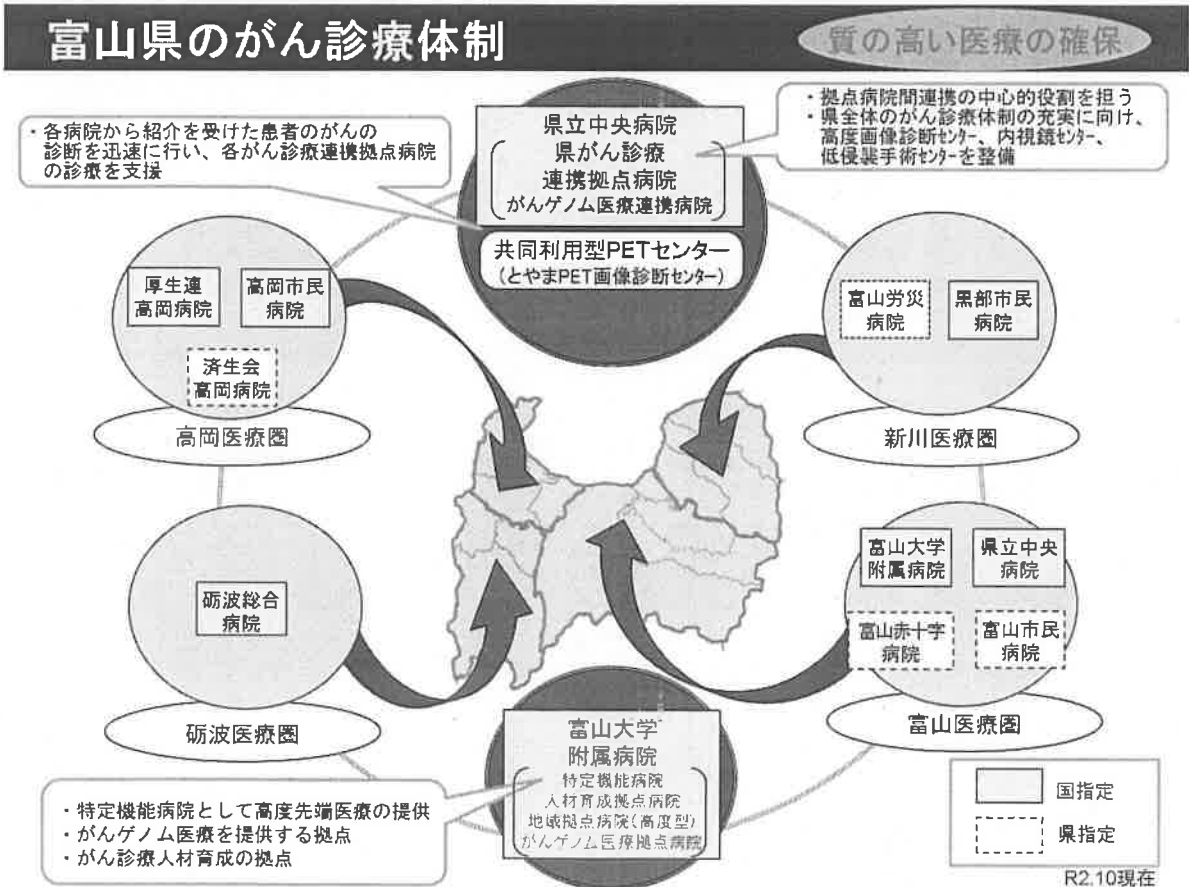 富山県のがん診療体制
質の高い医療の確保
・各病院から紹介を受けた患者のがんの
診断を迅速に行い、各がん診療連携拠点病院
の診療を支援
県立中央病院
県がん診療
連携拠点病院
がんゲノム医療連携病院
共同利用型PETセンター
(とやまPET画像診断センター)
・拠点病院間連携の中心的役割を担う
・県全体のがん診療体制の充実に向け、
高度画像診断センター、内視鏡センター、
低侵襲手術センターを整備
厚生連
高岡病院
高岡市民
病院
済生会
高岡病院
高岡医療圏
富山労災
病院
黒部市民
病院
新川医療圏
砺波総合
病院
砺波医療圏
富山大学
附属病院
県立中央
病院
富山赤十字
病院
富山市民
病院
富山医療圏
富山大学
附属病院
特定機能病院
人材育成拠点病院
地域拠点病院(高度型)
がんゲノム医療拠点病院
・特定機能病院として高度先端医療の提供
・がんゲノム医療を提供する拠点
・がん診療人材育成の拠点
国指定
県指定
R2.10現在